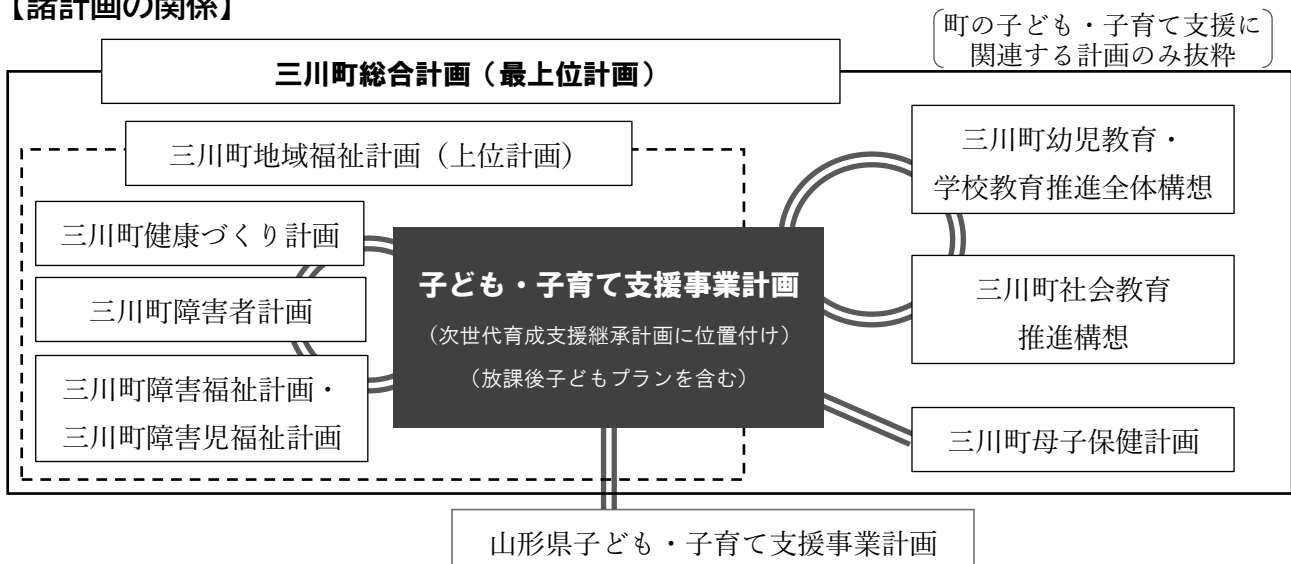 【諸計画の関係】
町の子ども・子育て支援に
関連する計画のみ抜粋
三川町総合計画（最上位計画）
三川町地域福祉計画（上位計画）
三川町健康づくり計画
三川町障害者計画
三川町障害福祉計画・
三川町障害児福祉計画
子ども・子育て支援事業計画
（次世代育成支援継承計画に位置付け）
（放課後子どもプランを含む）
三川町幼児教育・
学校教育推進全体構想
三川町社会教育
推進構想
三川町母子保健計画
山形県子ども・子育て支援事業計画